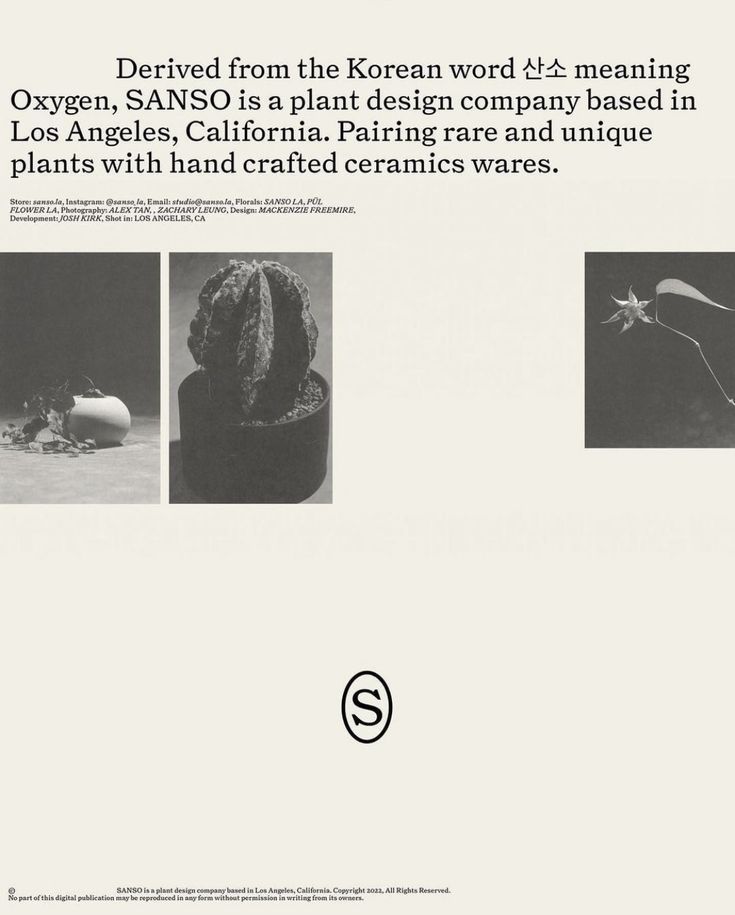 Derived from the Korean word 산소 meaning
Oxygen, SANSO is a plant design company based in
Los Angeles, California. Pairing rare and unique
plants with hand crafted ceramics wares.
Store: sanso.la, Instagram: @sanso_la, Email: studio@sanso.la, Florals: SANSO LA, PÜL
FLOWER LA, Photography: ALEX TAN, , ZACHARY LEUNG, Design: MACKENZIE FREEMIRE,
Development: JOSH KIRK, Shot in: LOS ANGELES, CA
S
© SANSO is a plant design company based in Los Angeles, California. Copyright 2022, All Rights Reserved.
No part of this digital publication may be reproduced in any form without permission in writing from its owners.